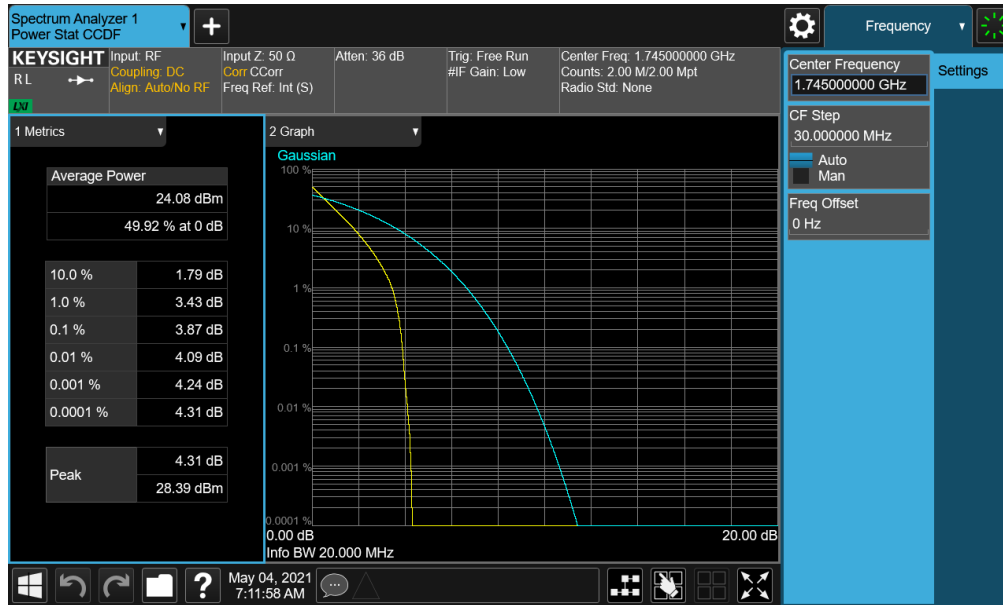 Spectrum Analyzer 1
Power Stat CCDF
Frequency
KEYSIGHT
R L
LXI
Input: RF
Coupling: DC
Align: Auto/No RF
Input Z: 50 Ω
Corr CCorr
Freq Ref: Int (S)
Atten: 36 dB
Trig: Free Run
#IF Gain: Low
Center Freq: 1.745000000 GHz
Counts: 2.00 M/2.00 Mpt
Radio Std: None
Center Frequency
1.745000000 GHz
Settings
CF Step
30.000000 MHz
Auto
Man
Freq Offset
0 Hz
1 Metrics
Average Power
24.08 dBm
49.92 % at 0 dB
10.0 % 1.79 dB
1.0 % 3.43 dB
0.1 % 3.87 dB
0.01 % 4.09 dB
0.001 % 4.24 dB
0.0001 % 4.31 dB
Peak
4.31 dB
28.39 dBm
2 Graph
Gaussian
100 %
10 %
1 %
0.1 %
0.01 %
0.001 %
0.0001 %
0.00 dB 20.00 dB
Info BW 20.000 MHz
?
May 04, 2021
7:11:58 AM